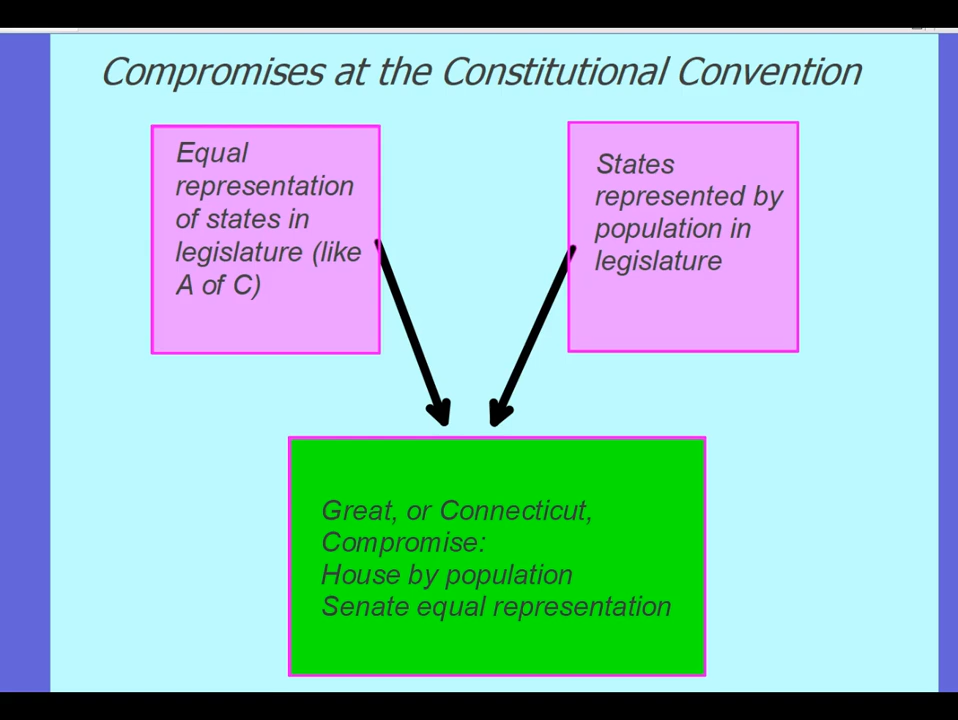 Compromises at the Constitutional Convention
Equal
representation
of states in
legislature (like
A of C)
States
represented by
population in
legislature
Great, or Connecticut,
Compromise:
House by population
Senate equal representation